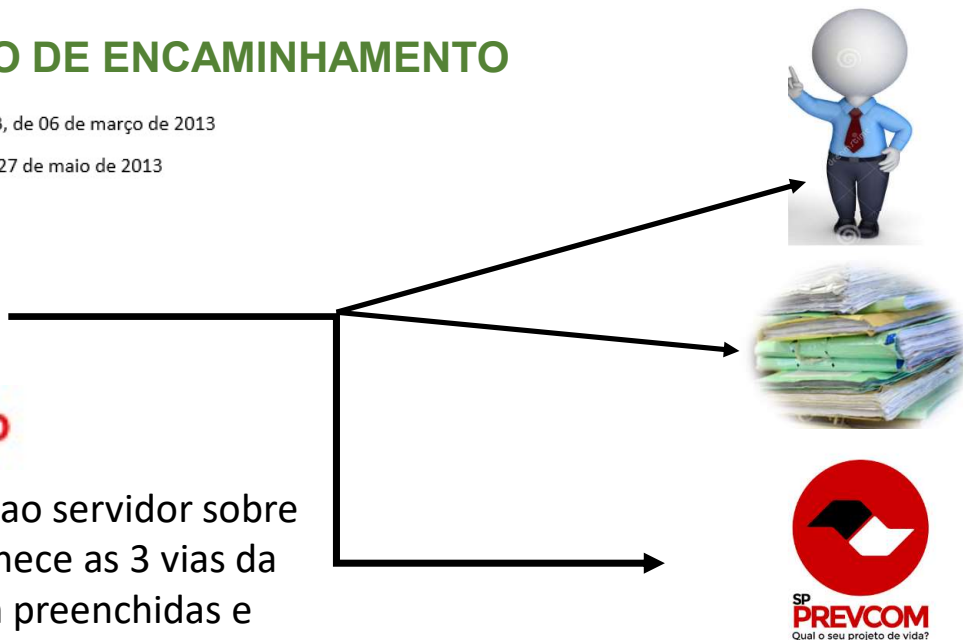 O DE ENCAMINHAMENTO
, de 06 de março de 2013
27 de maio de 2013
ao servidor sobre
nece as 3 vias da
preenchidas e
SP
PREVCOM
Qual o seu projeto de vida?